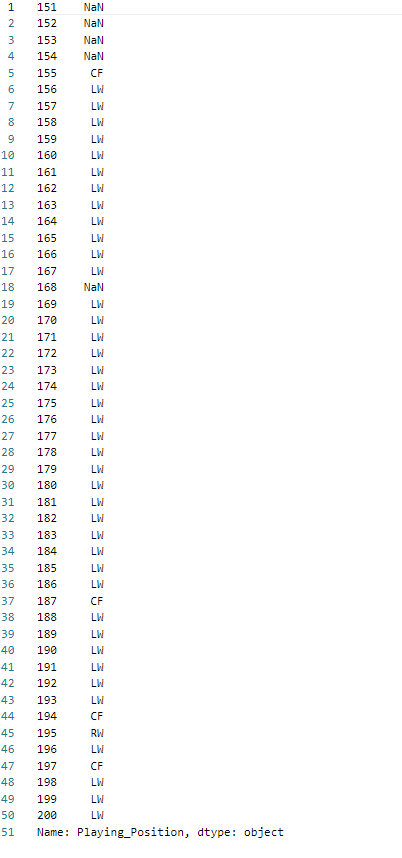 1 151 NaN
2 152 NaN
3 153 NaN
4 154 NaN
5 155 CF
6 156 LW
7 157 LW
8 158 LW
9 159 LW
10 160 LW
11 161 LW
12 162 LW
13 163 LW
14 164 LW
15 165 LW
16 166 LW
17 167 LW
18 168 NaN
19 169 LW
20 170 LW
21 171 LW
22 172 LW
23 173 LW
24 174 LW
25 175 LW
26 176 LW
27 177 LW
28 178 LW
29 179 LW
30 180 LW
31 181 LW
32 182 LW
33 183 LW
34 184 LW
35 185 LW
36 186 LW
37 187 CF
38 188 LW
39 189 LW
40 190 LW
41 191 LW
42 192 LW
43 193 LW
44 194 CF
45 195 RW
46 196 LW
47 197 CF
48 198 LW
49 199 LW
50 200 LW
51 Name: Playing_Position, dtype: object